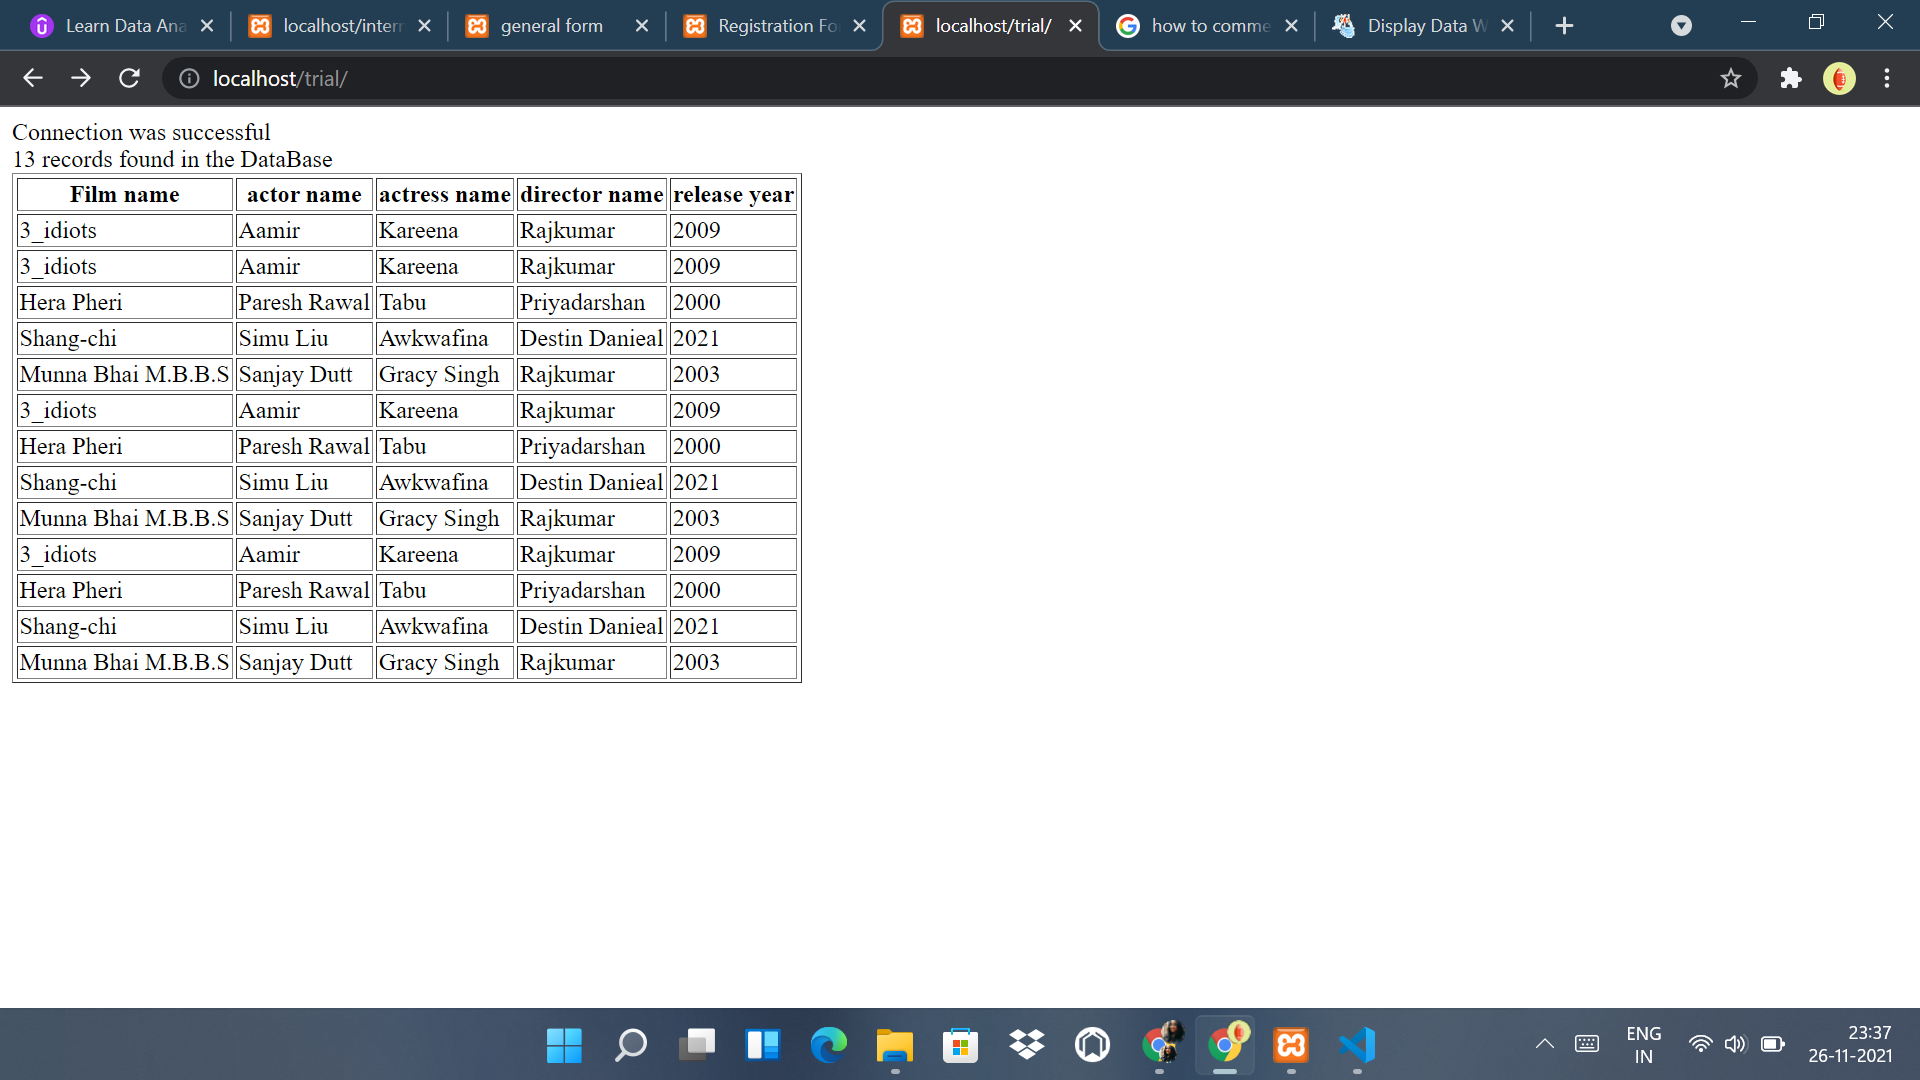 Learn Data Ana
localhost/intern
general form
Registration Fo
localhost/trial/
how to comme
Display Data W
localhost/trial/
Connection was successful
13 records found in the DataBase
Film name actor name actress name director name release year
3_idiots Aamir Kareena Rajkumar 2009
3_idiots Aamir Kareena Rajkumar 2009
Hera Pheri Paresh Rawal Tabu Priyadarshan 2000
Shang-chi Simu Liu Awkwafina Destin Danieal 2021
Munna Bhai M.B.B.S Sanjay Dutt Gracy Singh Rajkumar 2003
3_idiots Aamir Kareena Rajkumar 2009
Hera Pheri Paresh Rawal Tabu Priyadarshan 2000
Shang-chi Simu Liu Awkwafina Destin Danieal 2021
Munna Bhai M.B.B.S Sanjay Dutt Gracy Singh Rajkumar 2003
3_idiots Aamir Kareena Rajkumar 2009
Hera Pheri Paresh Rawal Tabu Priyadarshan 2000
Shang-chi Simu Liu Awkwafina Destin Danieal 2021
Munna Bhai M.B.B.S Sanjay Dutt Gracy Singh Rajkumar 2003
ENG
IN
23:37
26-11-2021